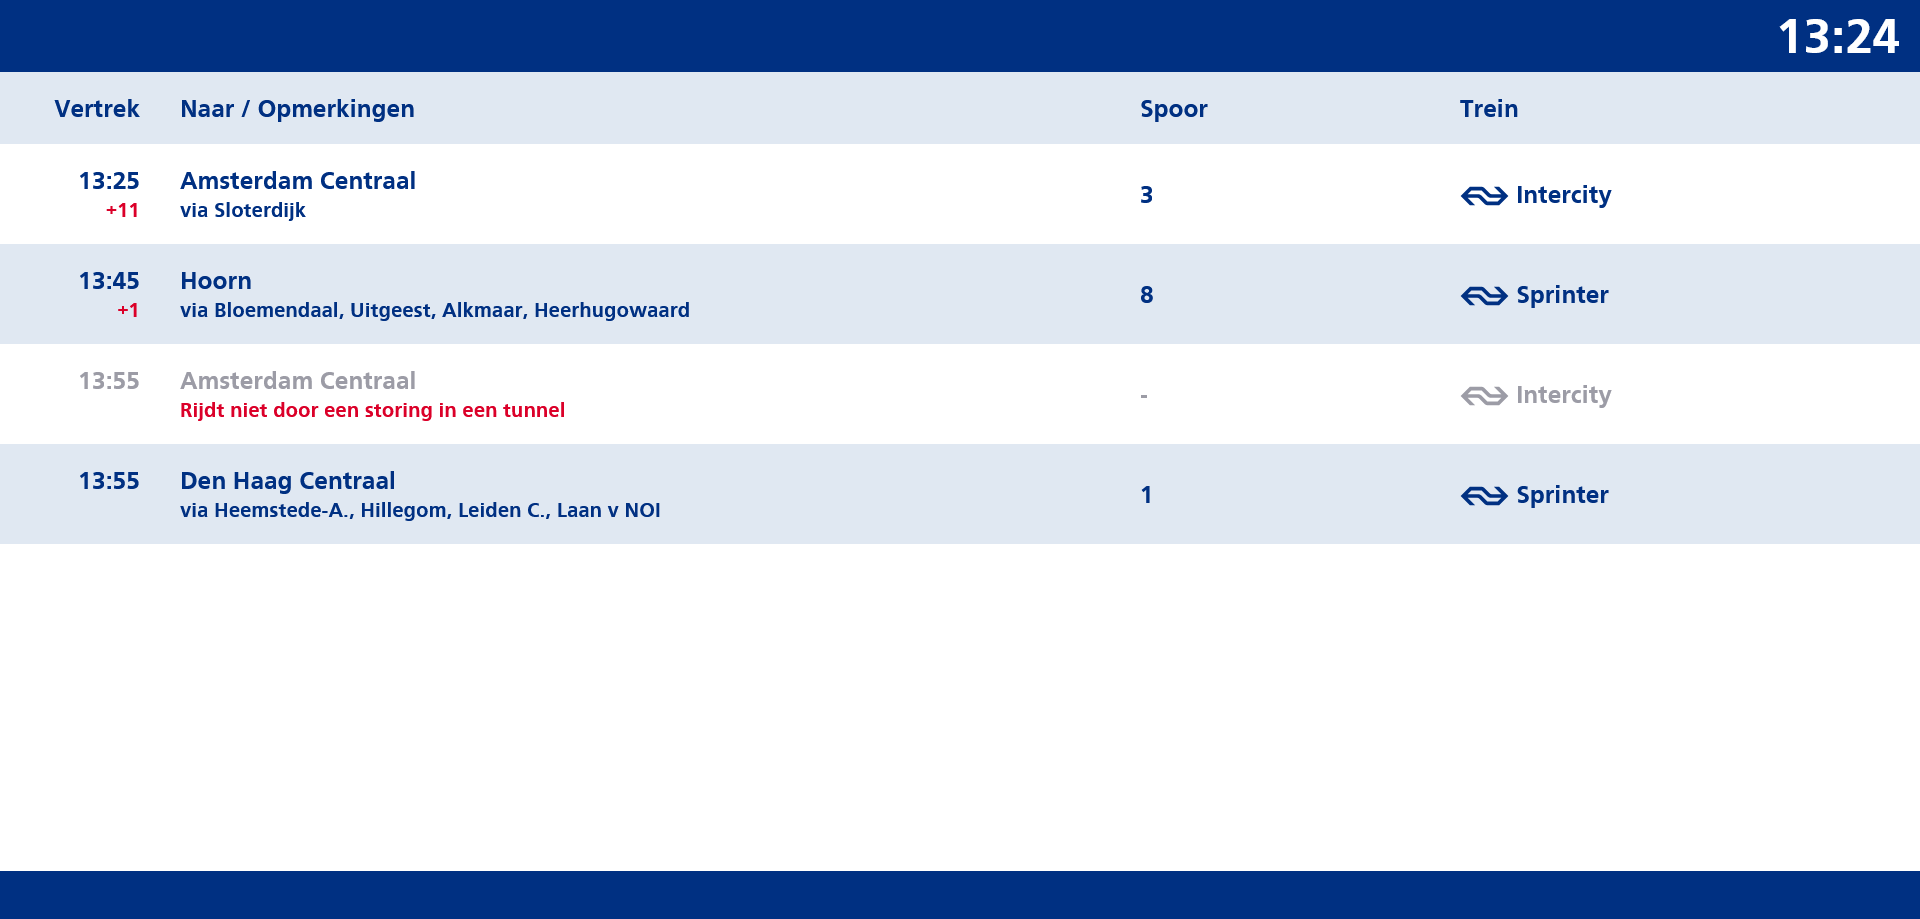 13:24
Vertrek Naar / Opmerkingen Spoor Trein
13:25 Amsterdam Centraal 3 Intercity
+11 via Sloterdijk
13:45 Hoorn 8 Sprinter
+1 via Bloemendaal, Uitgeest, Alkmaar, Heerhugowaard
13:55 Amsterdam Centraal - Intercity
Rijdt niet door een storing in een tunnel
13:55 Den Haag Centraal 1 Sprinter
via Heemstede-A., Hillegom, Leiden C., Laan v NOI